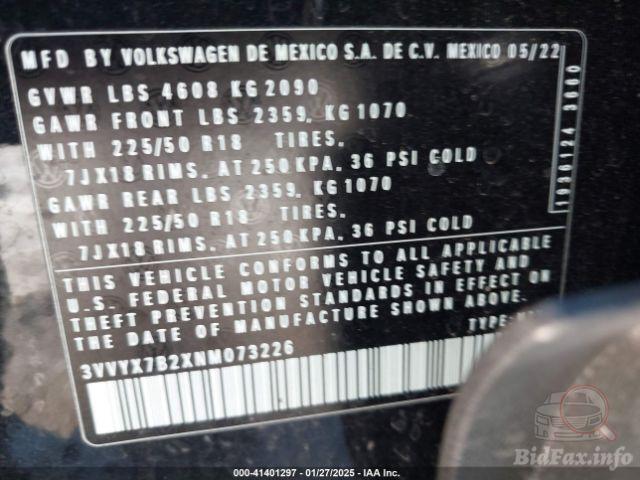 MFD BY VOLKSWAGEN DE MEXICO S.A. DE C.V. MEXICO 05/22
GVWR LBS 4608 KG 2090
GAWR FRONT LBS 2359, KG 1070
WITH 225/50 R18 TIRES,
7JX18 RIMS, AT 250 KPA, 36 PSI COLD
GAWR REAR LBS 2359, KG 1070
WITH 225/50 R18 TIRES,
7JX18 RIMS, AT 250 KPA, 36 PSI COLD
THIS VEHICLE CONFORMS TO ALL APPLICABLE
U.S. FEDERAL MOTOR VEHICLE SAFETY AND
THEFT PREVENTION STANDARDS IN EFFECT ON
THE DATE OF MANUFACTURE SHOWN ABOVE.
3VVYX7B2XNM073226
BidFax.info
000-41401297 - 01/27/2025 - IAA Inc.